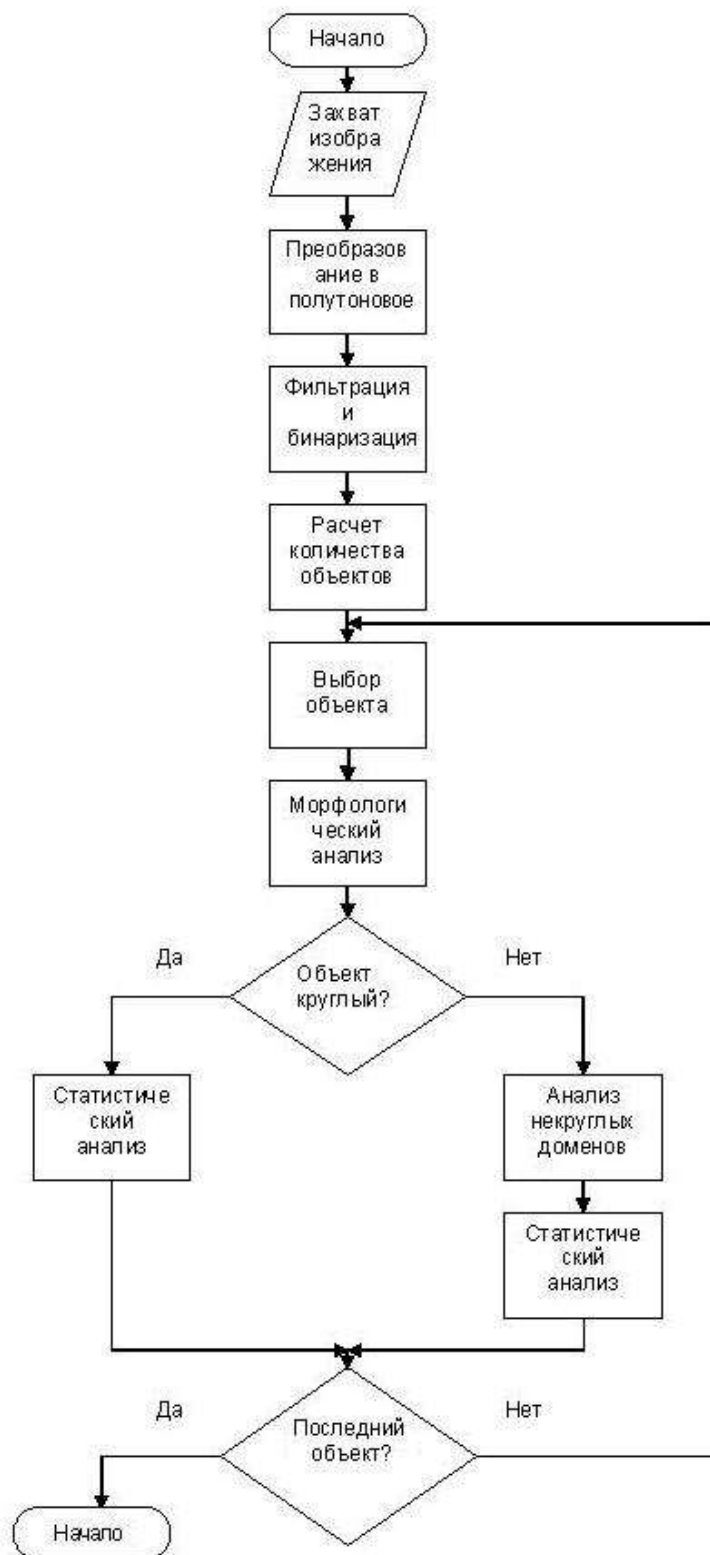 Начало
Захват
изобра
жения
Преобразов
ание в
полутоновое
Фильтрация
и
бинаризация
Расчет
количества
объектов
Выбор
объекта
Морфологи
ческий
анализ
Да
Объект
круглый?
Нет
Статистиче
ский
анализ
Анализ
некруглых
доменов
Статистиче
ский
анализ
Да
Последний
объект?
Нет
Начало